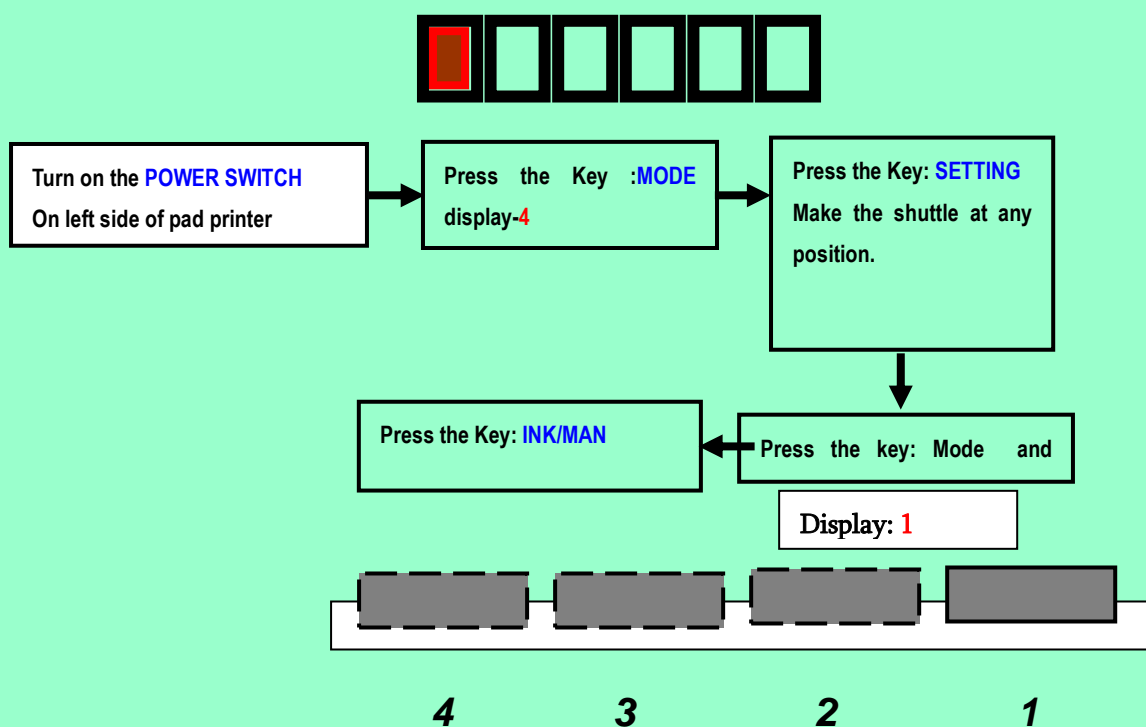 Turn on the POWER SWITCH
On left side of pad printer
Press the Key :MODE
display-4
Press the Key: SETTING
Make the shuttle at any
position.
Press the key: Mode and
Display: 1
Press the Key: INK/MAN
4 3 2 1